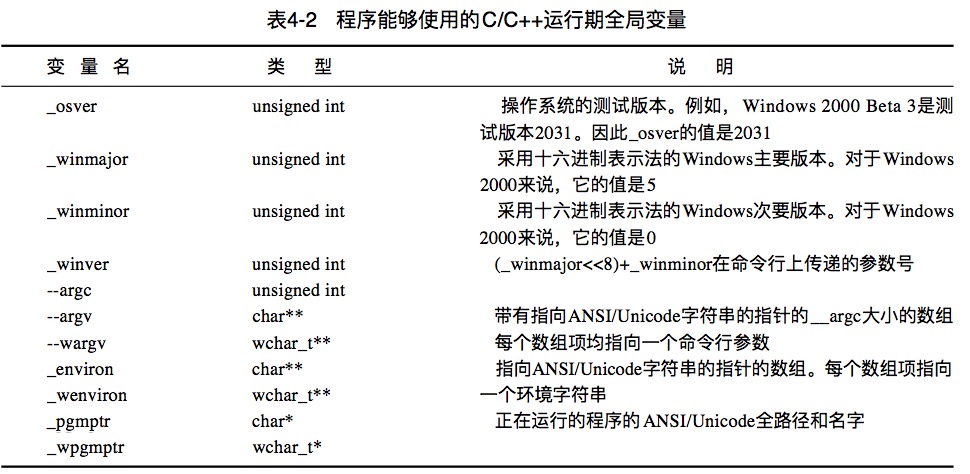 表4-2 程序能够使用的C/C++运行期全局变量
变 量 名 类 型 说 明
_osver unsigned int 操作系统的测试版本。例如，Windows 2000 Beta 3是测
试版本2031。因此_osver的值是2031
_winmajor unsigned int 采用十六进制表示法的Windows主要版本。对于Windows
2000来说，它的值是5
_winminor unsigned int 采用十六进制表示法的Windows次要版本。对于Windows
2000来说，它的值是0
_winver unsigned int (_winmajor<<8)+_winminor在命令行上传递的参数号
--argc unsigned int
--argv char** 带有指向ANSI/Unicode字符串的指针的__argc大小的数组
--wargv wchar_t** 每个数组项均指向一个命令行参数
_environ char** 指向ANSI/Unicode字符串的指针的数组。每个数组项指向
_wenviron wchar_t** 一个环境字符串
_pgmptr char* 正在运行的程序的ANSI/Unicode全路径和名字
_wpgmptr wchar_t*